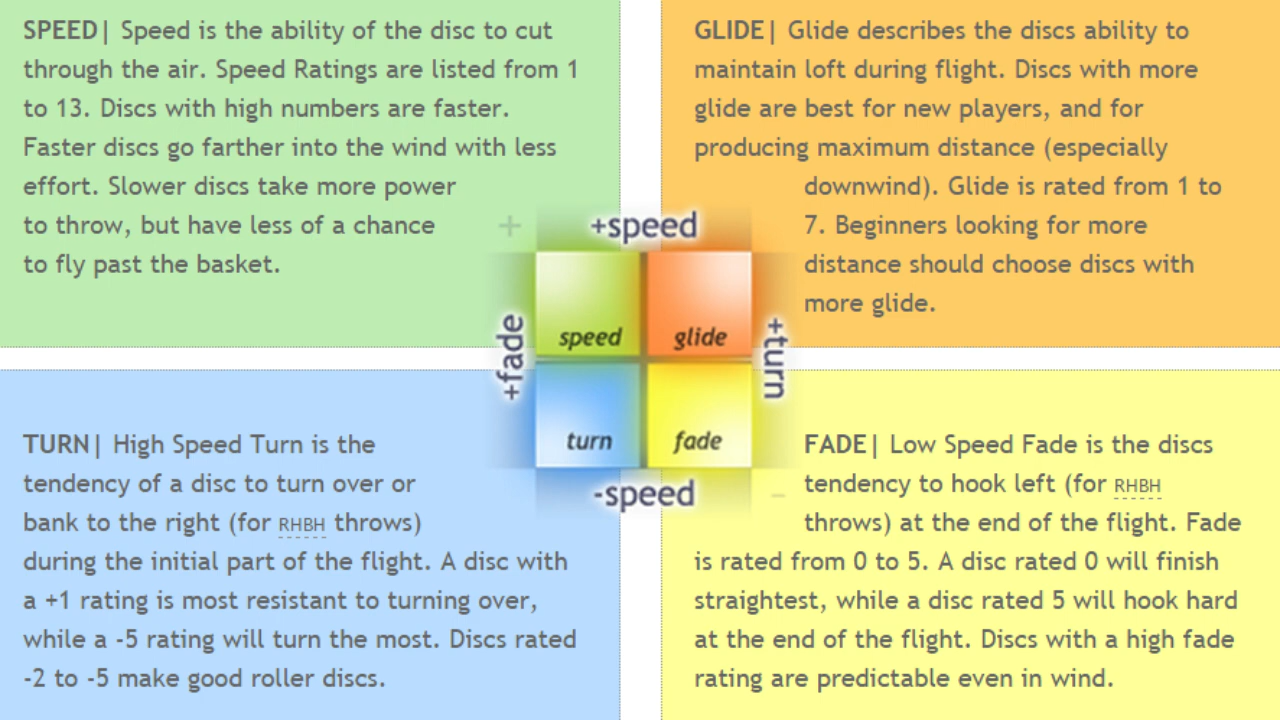 SPEED| Speed is the ability of the disc to cut
through the air. Speed Ratings are listed from 1
to 13. Discs with high numbers are faster.
Faster discs go farther into the wind with less
effort. Slower discs take more power
to throw, but have less of a chance
to fly past the basket.
GLIDE| Glide describes the discs ability to
maintain loft during flight. Discs with more
glide are best for new players, and for
producing maximum distance (especially
downwind). Glide is rated from 1 to
7. Beginners looking for more
distance should choose discs with
more glide.
+
+speed
+fade
speed
glide
+turn
turn
fade
-speed
-
TURN| High Speed Turn is the
tendency of a disc to turn over or
bank to the right (for RHBH throws)
during the initial part of the flight. A disc with
a +1 rating is most resistant to turning over,
while a -5 rating will turn the most. Discs rated
-2 to -5 make good roller discs.
FADE| Low Speed Fade is the discs
tendency to hook left (for RHBH
throws) at the end of the flight. Fade
is rated from 0 to 5. A disc rated 0 will finish
straightest, while a disc rated 5 will hook hard
at the end of the flight. Discs with a high fade
rating are predictable even in wind.